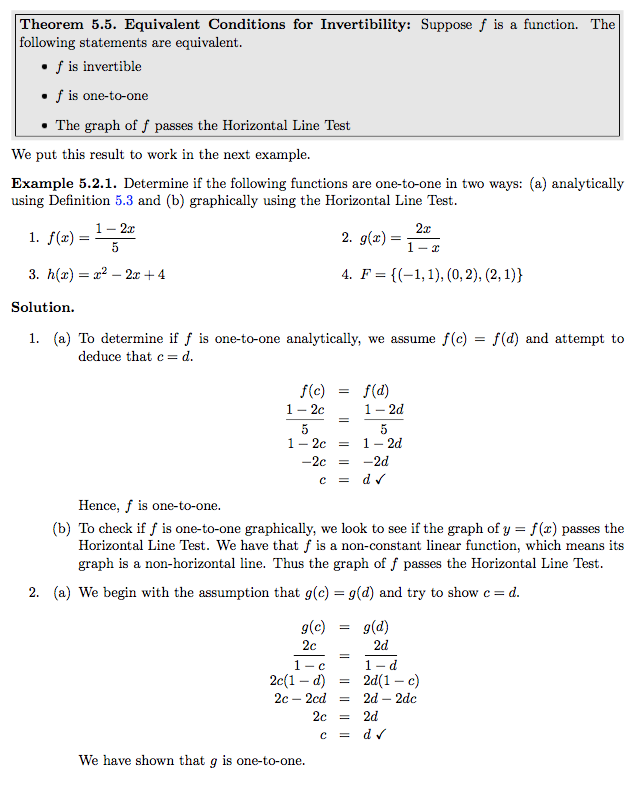 Theorem 5.5. Equivalent Conditions for Invertibility: Suppose f is a function. The
following statements are equivalent.
• f is invertible
• f is one-to-one
• The graph of f passes the Horizontal Line Test
We put this result to work in the next example.
Example 5.2.1. Determine if the following functions are one-to-one in two ways: (a) analytically
using Definition 5.3 and (b) graphically using the Horizontal Line Test.
1. f(x) = (1 − 2x)/5
2. g(x) = 2x/(1 − x)
3. h(x) = x² − 2x + 4
4. F = {(−1, 1), (0, 2), (2, 1)}
Solution.
1. (a) To determine if f is one-to-one analytically, we assume f(c) = f(d) and attempt to
deduce that c = d.
f(c) = f(d)
(1 − 2c)/5 = (1 − 2d)/5
1 − 2c = 1 − 2d
−2c = −2d
c = d ✓
Hence, f is one-to-one.
(b) To check if f is one-to-one graphically, we look to see if the graph of y = f(x) passes the
Horizontal Line Test. We have that f is a non-constant linear function, which means its
graph is a non-horizontal line. Thus the graph of f passes the Horizontal Line Test.
2. (a) We begin with the assumption that g(c) = g(d) and try to show c = d.
g(c) = g(d)
2c/(1 − c) = 2d/(1 − d)
2c(1 − d) = 2d(1 − c)
2c − 2cd = 2d − 2dc
2c = 2d
c = d ✓
We have shown that g is one-to-one.